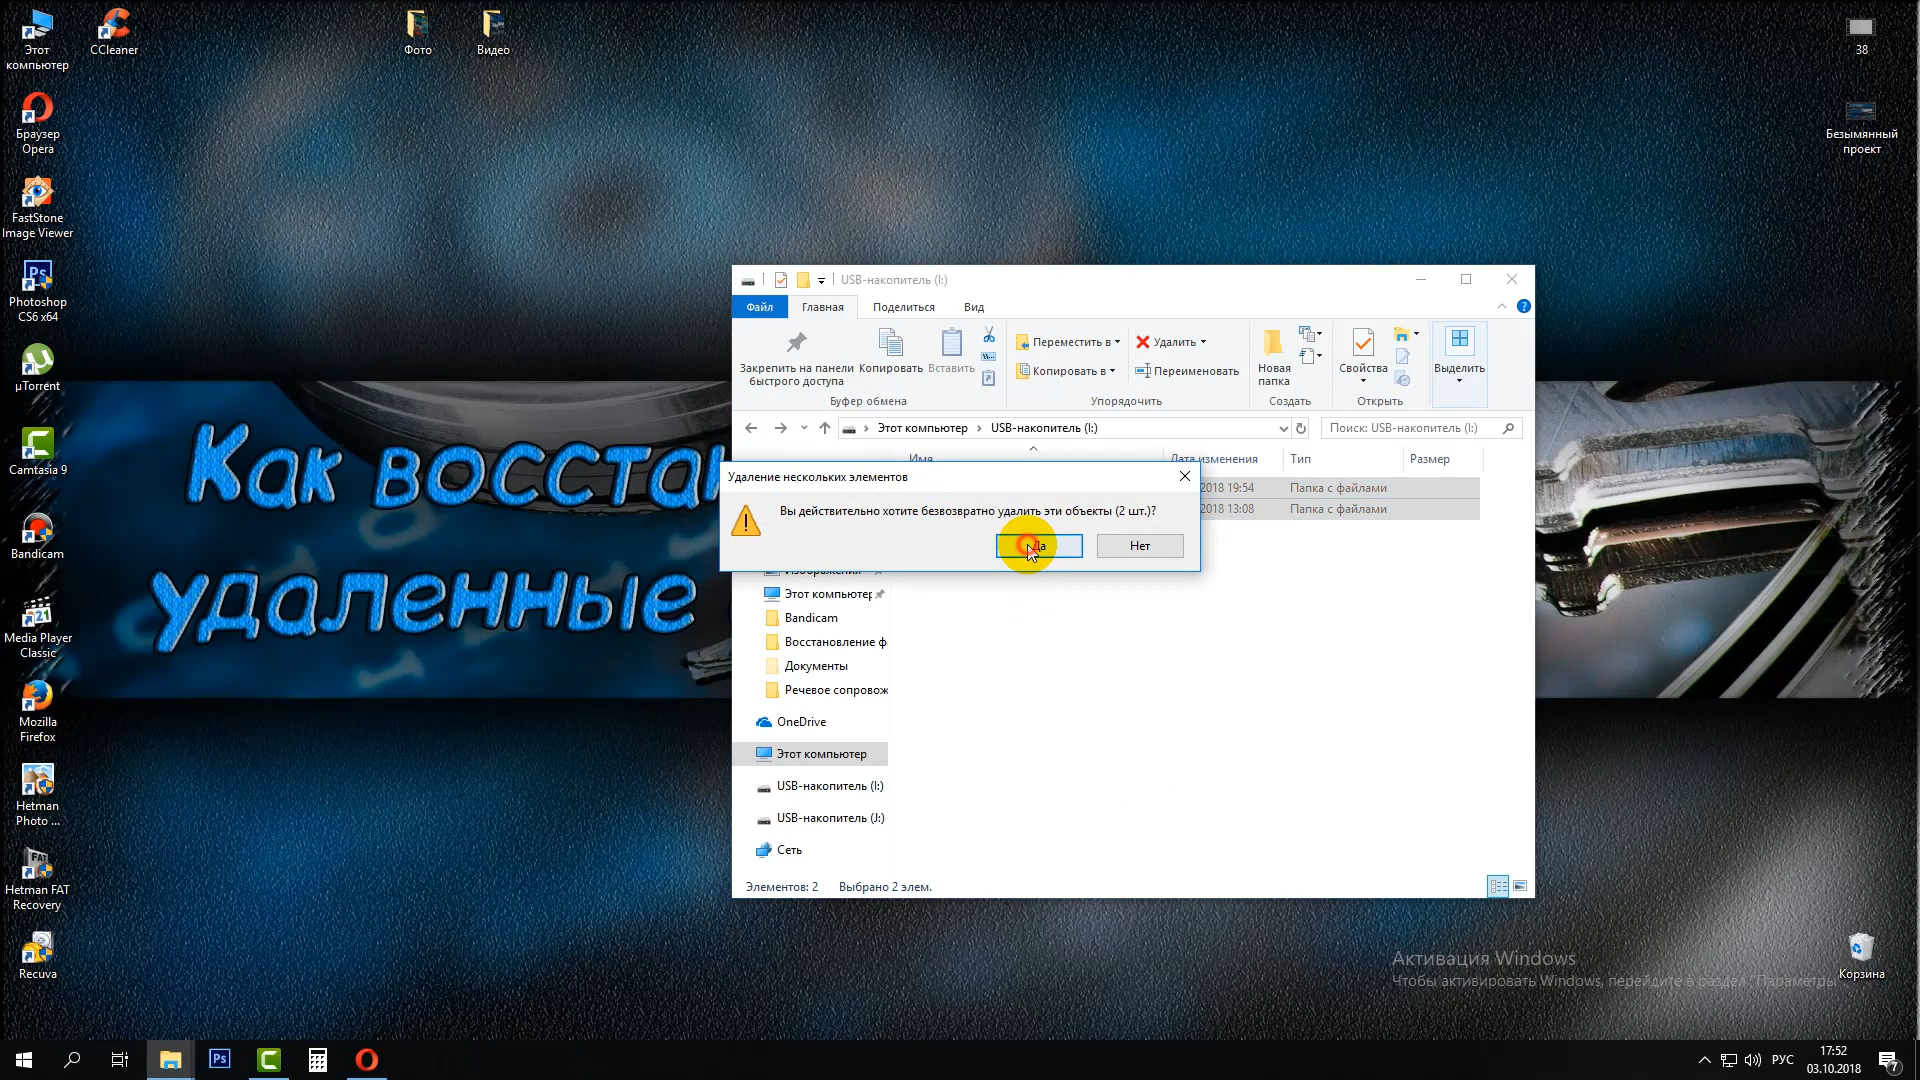 Этот
компьютер
CCleaner
Фото
Видео
38
Браузер
Opera
Безымянный
проект
FastStone
Image Viewer
Photoshop
CS6 x64
µTorrent
Camtasia 9
Bandicam
Media Player
Classic
Mozilla
Firefox
Hetman
Photo ...
Hetman FAT
Recovery
Recuva
Как восста
удаленные
USB-накопитель (I:)
Файл
Главная
Поделиться
Вид
Закрепить на панели
быстрого доступа
Копировать
Вставить
Переместить в
Копировать в
Удалить
Переименовать
Новая
папка
Свойства
Выделить
Буфер обмена
Упорядочить
Создать
Открыть
Этот компьютер
USB-накопитель (I:)
Поиск: USB-накопитель (I:)
Имя
Дата изменения
Тип
Размер
2018 19:54
Папка с файлами
2018 13:08
Папка с файлами
Удаление нескольких элементов
Вы действительно хотите безвозвратно удалить эти объекты (2 шт.)?
Да
Нет
Изображения
Этот компьютер
Bandicam
Восстановление ф
Документы
Речевое сопровож
OneDrive
Этот компьютер
USB-накопитель (I:)
USB-накопитель (J:)
Сеть
Элементов: 2
Выбрано 2 элем.
Активация Windows
Чтобы активировать Windows, перейдите в раздел "Параметры".
Корзина
Ps
РУС
17:52
03.10.2018
7